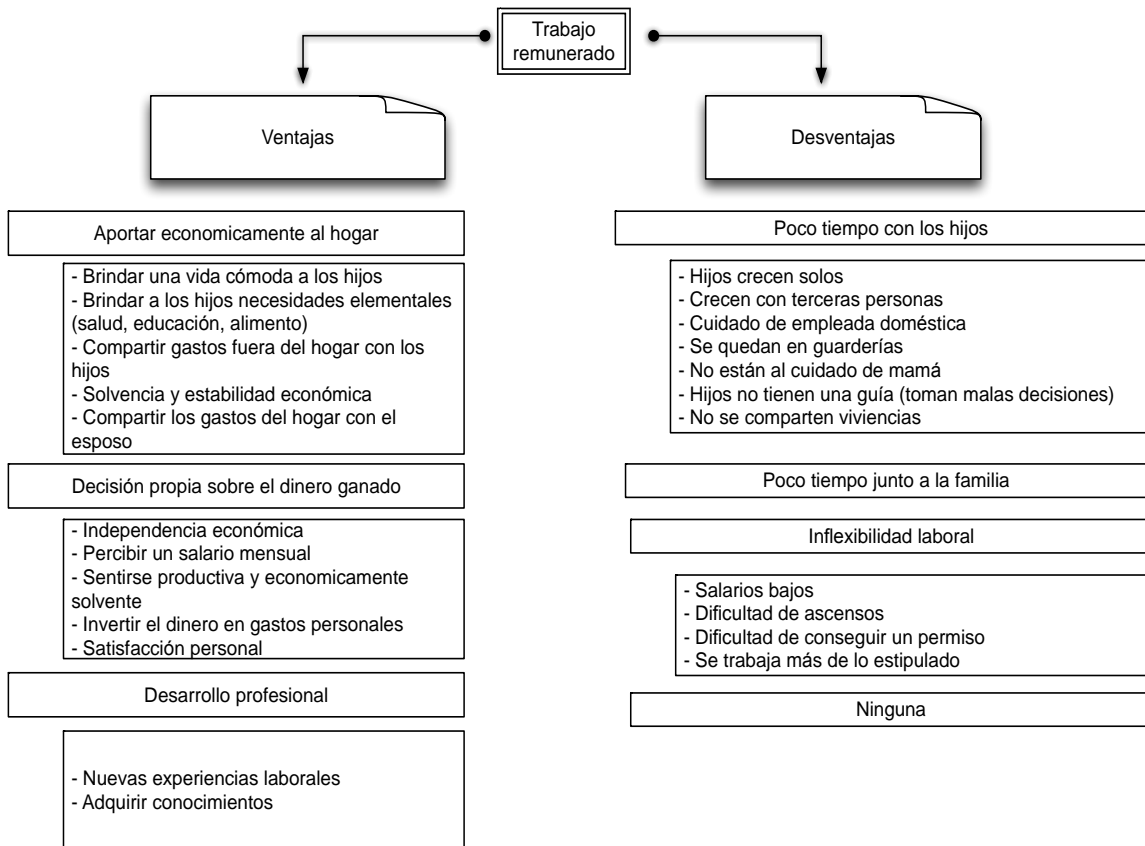 Trabajo
remunerado
Ventajas
Desventajas
Aportar economicamente al hogar
- Brindar una vida cómoda a los hijos
- Brindar a los hijos necesidades elementales
(salud, educación, alimento)
- Compartir gastos fuera del hogar con los
hijos
- Solvencia y estabilidad económica
- Compartir los gastos del hogar con el
esposo
Decisión propia sobre el dinero ganado
- Independencia económica
- Percibir un salario mensual
- Sentirse productiva y economicamente
solvente
- Invertir el dinero en gastos personales
- Satisfacción personal
Desarrollo profesional
- Nuevas experiencias laborales
- Adquirir conocimientos
Poco tiempo con los hijos
- Hijos crecen solos
- Crecen con terceras personas
- Cuidado de empleada doméstica
- Se quedan en guarderías
- No están al cuidado de mamá
- Hijos no tienen una guía (toman malas decisiones)
- No se comparten viviencias
Poco tiempo junto a la familia
Inflexibilidad laboral
- Salarios bajos
- Dificultad de ascensos
- Dificultad de conseguir un permiso
- Se trabaja más de lo estipulado
Ninguna